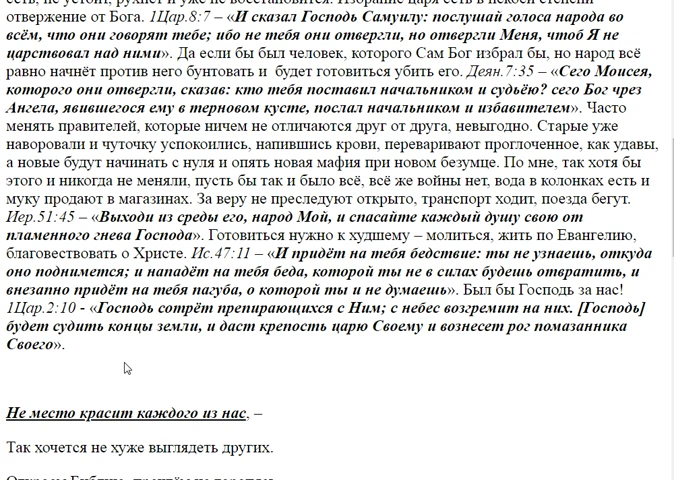 есть, не устоит, рухнет и уже не восстановится. Избрание царя есть в некоей степени
отвержение от Бога. 1Цар.8:7 – «И сказал Господь Самуилу: послушай голоса народа во
всём, что они говорят тебе; ибо не тебя они отвергли, но отвергли Меня, чтоб Я не
царствовал над ними». Да если бы был человек, которого Сам Бог избрал бы, но народ всё
равно начнёт против него бунтовать и будет готовиться убить его. Деян.7:35 – «Сего Моисея,
которого они отвергли, сказав: кто тебя поставил начальником и судьёю? сего Бог чрез
Ангела, явившегося ему в терновом кусте, послал начальником и избавителем». Часто
менять правителей, которые ничем не отличаются друг от друга, невыгодно. Старые уже
наворовали и чуточку успокоились, напившись крови, переваривают проглоченное, как удавы,
а новые будут начинать с нуля и опять новая мафия при новом безумце. По мне, так хотя бы
этого и никогда не меняли, пусть бы так и было всё, всё же войны нет, вода в колонках есть и
муку продают в магазинах. За веру не преследуют открыто, транспорт ходит, поезда бегут.
Иер.51:45 – «Выходи из среды его, народ Мой, и спасайте каждый душу свою от
пламенного гнева Господа». Готовиться нужно к худшему – молиться, жить по Евангелию,
благовествовать о Христе. Ис.47:11 – «И придёт на тебя бедствие: ты не узнаешь, откуда
оно поднимется; и нападёт на тебя беда, которой ты не в силах будешь отвратить, и
внезапно придёт на тебя пагуба, о которой ты и не думаешь». Был бы Господь за нас!
1Цар.2:10 - «Господь сотрёт препирающихся с Ним; с небес возгремит на них. [Господь]
будет судить концы земли, и даст крепость царю Своему и вознесет рог помазанника
Своего».
Не место красит каждого из нас, –
Так хочется не хуже выглядеть других.